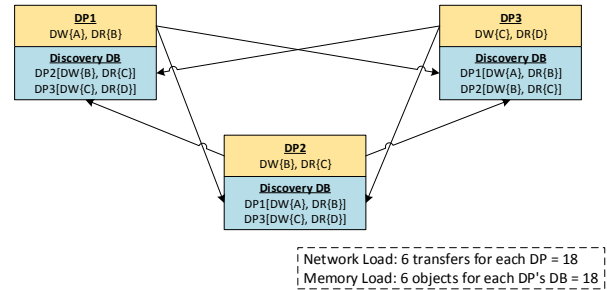 DP1
DW{A}, DR{B}
Discovery DB
DP2[DW{B}, DR{C}]
DP3[DW{C}, DR{D}]
DP3
DW{C}, DR{D}
Discovery DB
DP1[DW{A}, DR{B}]
DP2[DW{B}, DR{C}]
DP2
DW{B}, DR{C}
Discovery DB
DP1[DW{A}, DR{B}]
DP3[DW{C}, DR{D}]
Network Load: 6 transfers for each DP = 18
Memory Load: 6 objects for each DP's DB = 18